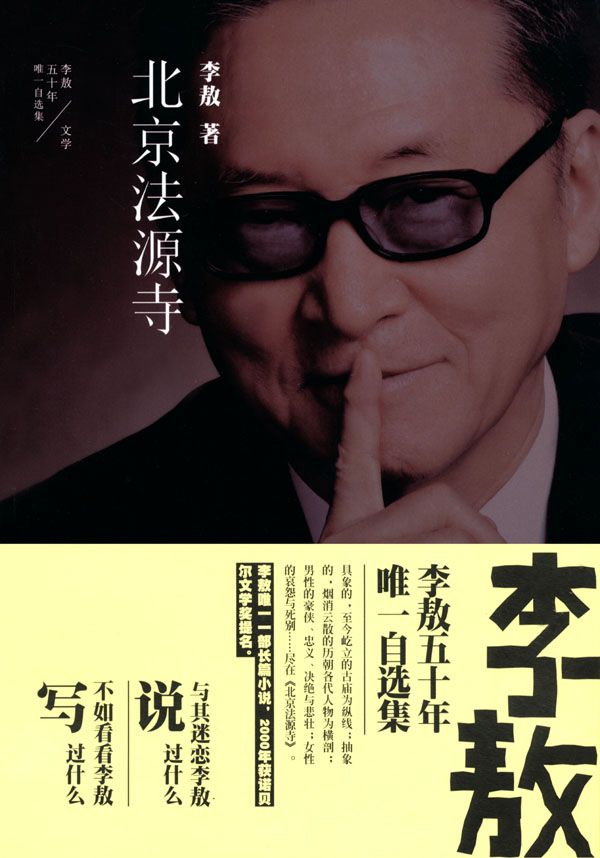 李敖 著
北京法源寺
李敖
五十年
唯一自选集
文学
李敖
李敖五十年
唯一自选集
具象的，至今屹立的古庙为纵线；抽象
的，烟消云散的历朝各代人物为横剖；
男性的豪侠、忠义、决绝与悲壮；女性
的哀怨与死别……尽在《北京法源寺》。
李敖唯一一部长篇小说，2000年获诺贝
尔文学奖提名。
与其迷恋李敖
说过什么
不如看看李敖
写过什么